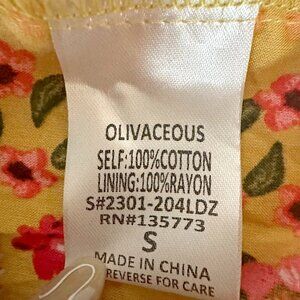 OLIVACEOUS
SELF:100%COTTON
LINING:100%RAYON
S#2301-204LDZ
RN#135773
S
MADE IN CHINA
REVERSE FOR CARE